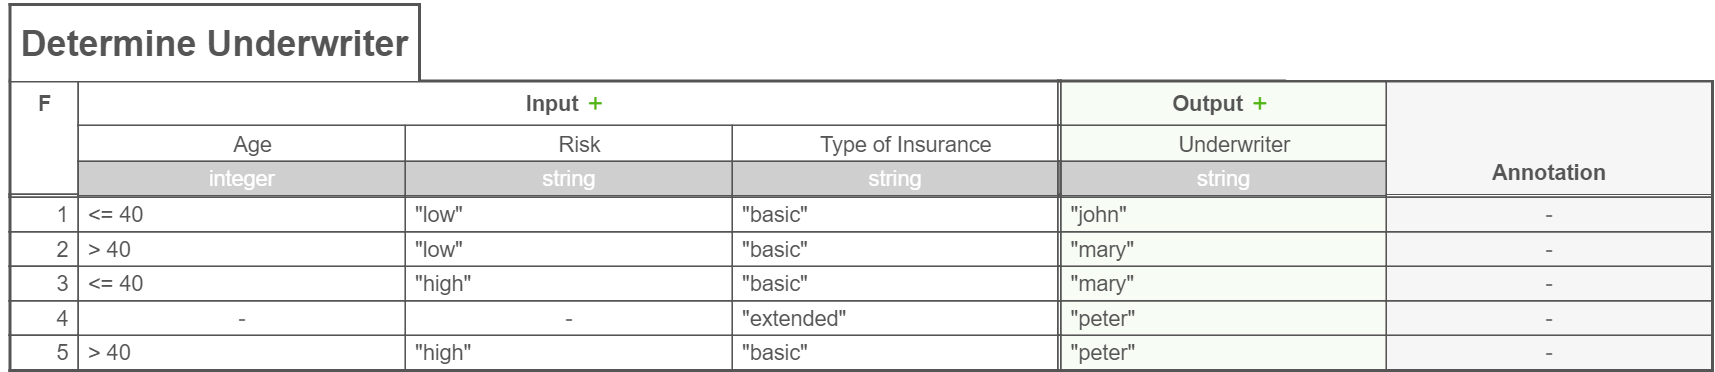 Determine Underwriter
F Input + Output + Annotation
Age Risk Type of Insurance Underwriter
integer string string string
1 <= 40 "low" "basic" "john" -
2 > 40 "low" "basic" "mary" -
3 <= 40 "high" "basic" "mary" -
4 - - "extended" "peter" -
5 > 40 "high" "basic" "peter" -